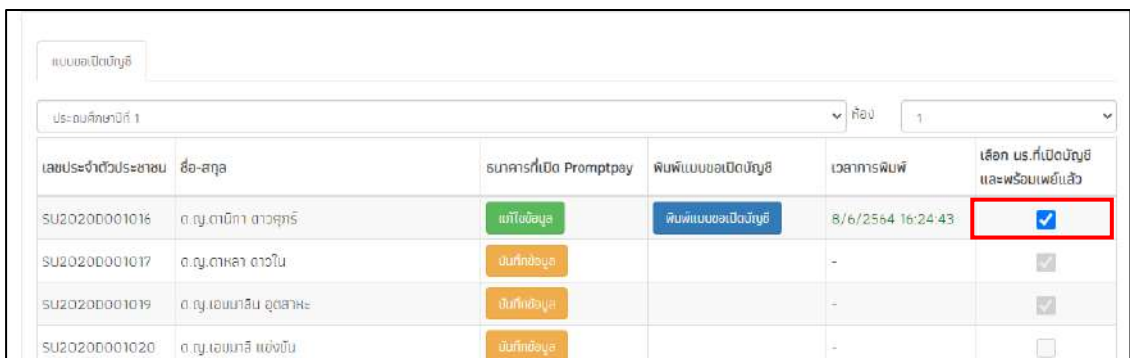 แบบขอเปิดบัญชี
ประถมศึกษาปีที่ 1 ห้อง 1
เลขประจำตัวประชาชน ชื่อ-สกุล ธนาคารที่เปิด Promptpay พิมพ์แบบขอเปิดบัญชี เวลาการพิมพ์ เลือก นร.ที่เปิดบัญชี
และพร้อมเพย์แล้ว
SU2020D001016 ด.ญ.ตานิกา แก้ไขข้อมูล พิมพ์แบบขอเปิดบัญชี 8/6/2564 16:24:43
SU2020D001017 ด.ญ.ดาหลา ดาวใน บันทึกข้อมูล -
SU2020D001019 ด.ญ.เอมมาลิน อุตสาหะ บันทึกข้อมูล -
SU2020D001020 ด.ญ.เอมมาลี แข่งขัน บันทึกข้อมูล -